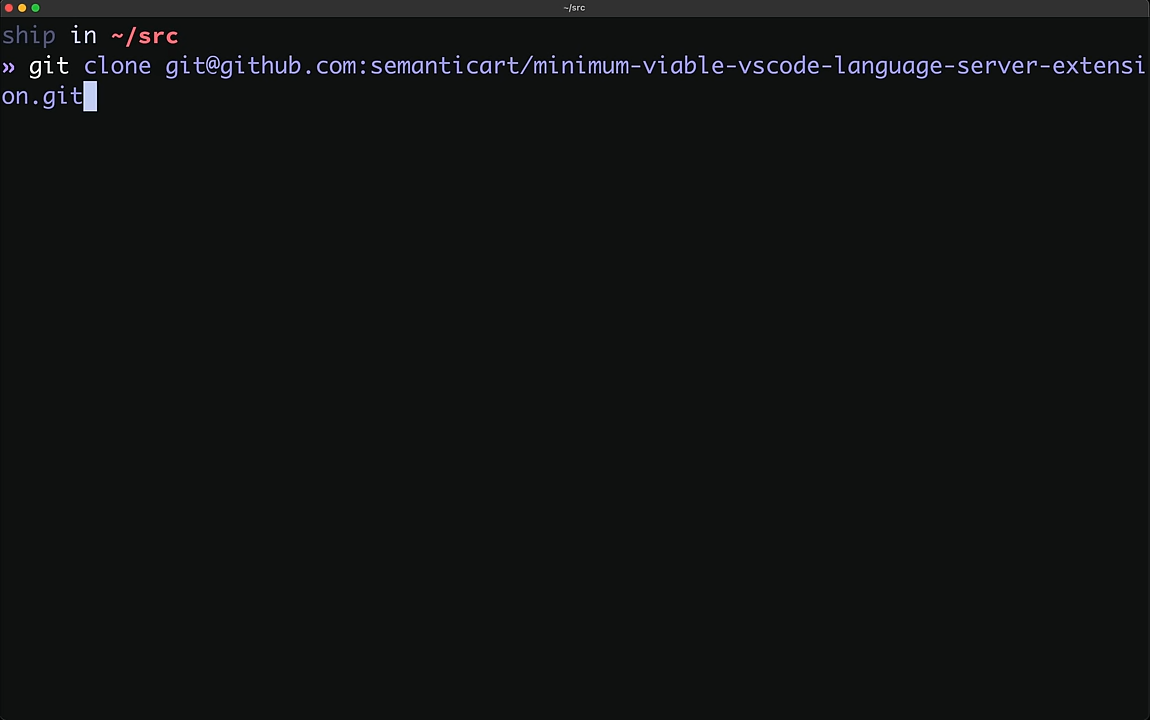 ~/src
ship in ~/src
» git clone git@github.com:semanticart/minimum-viable-vscode-language-server-extensi
on.git